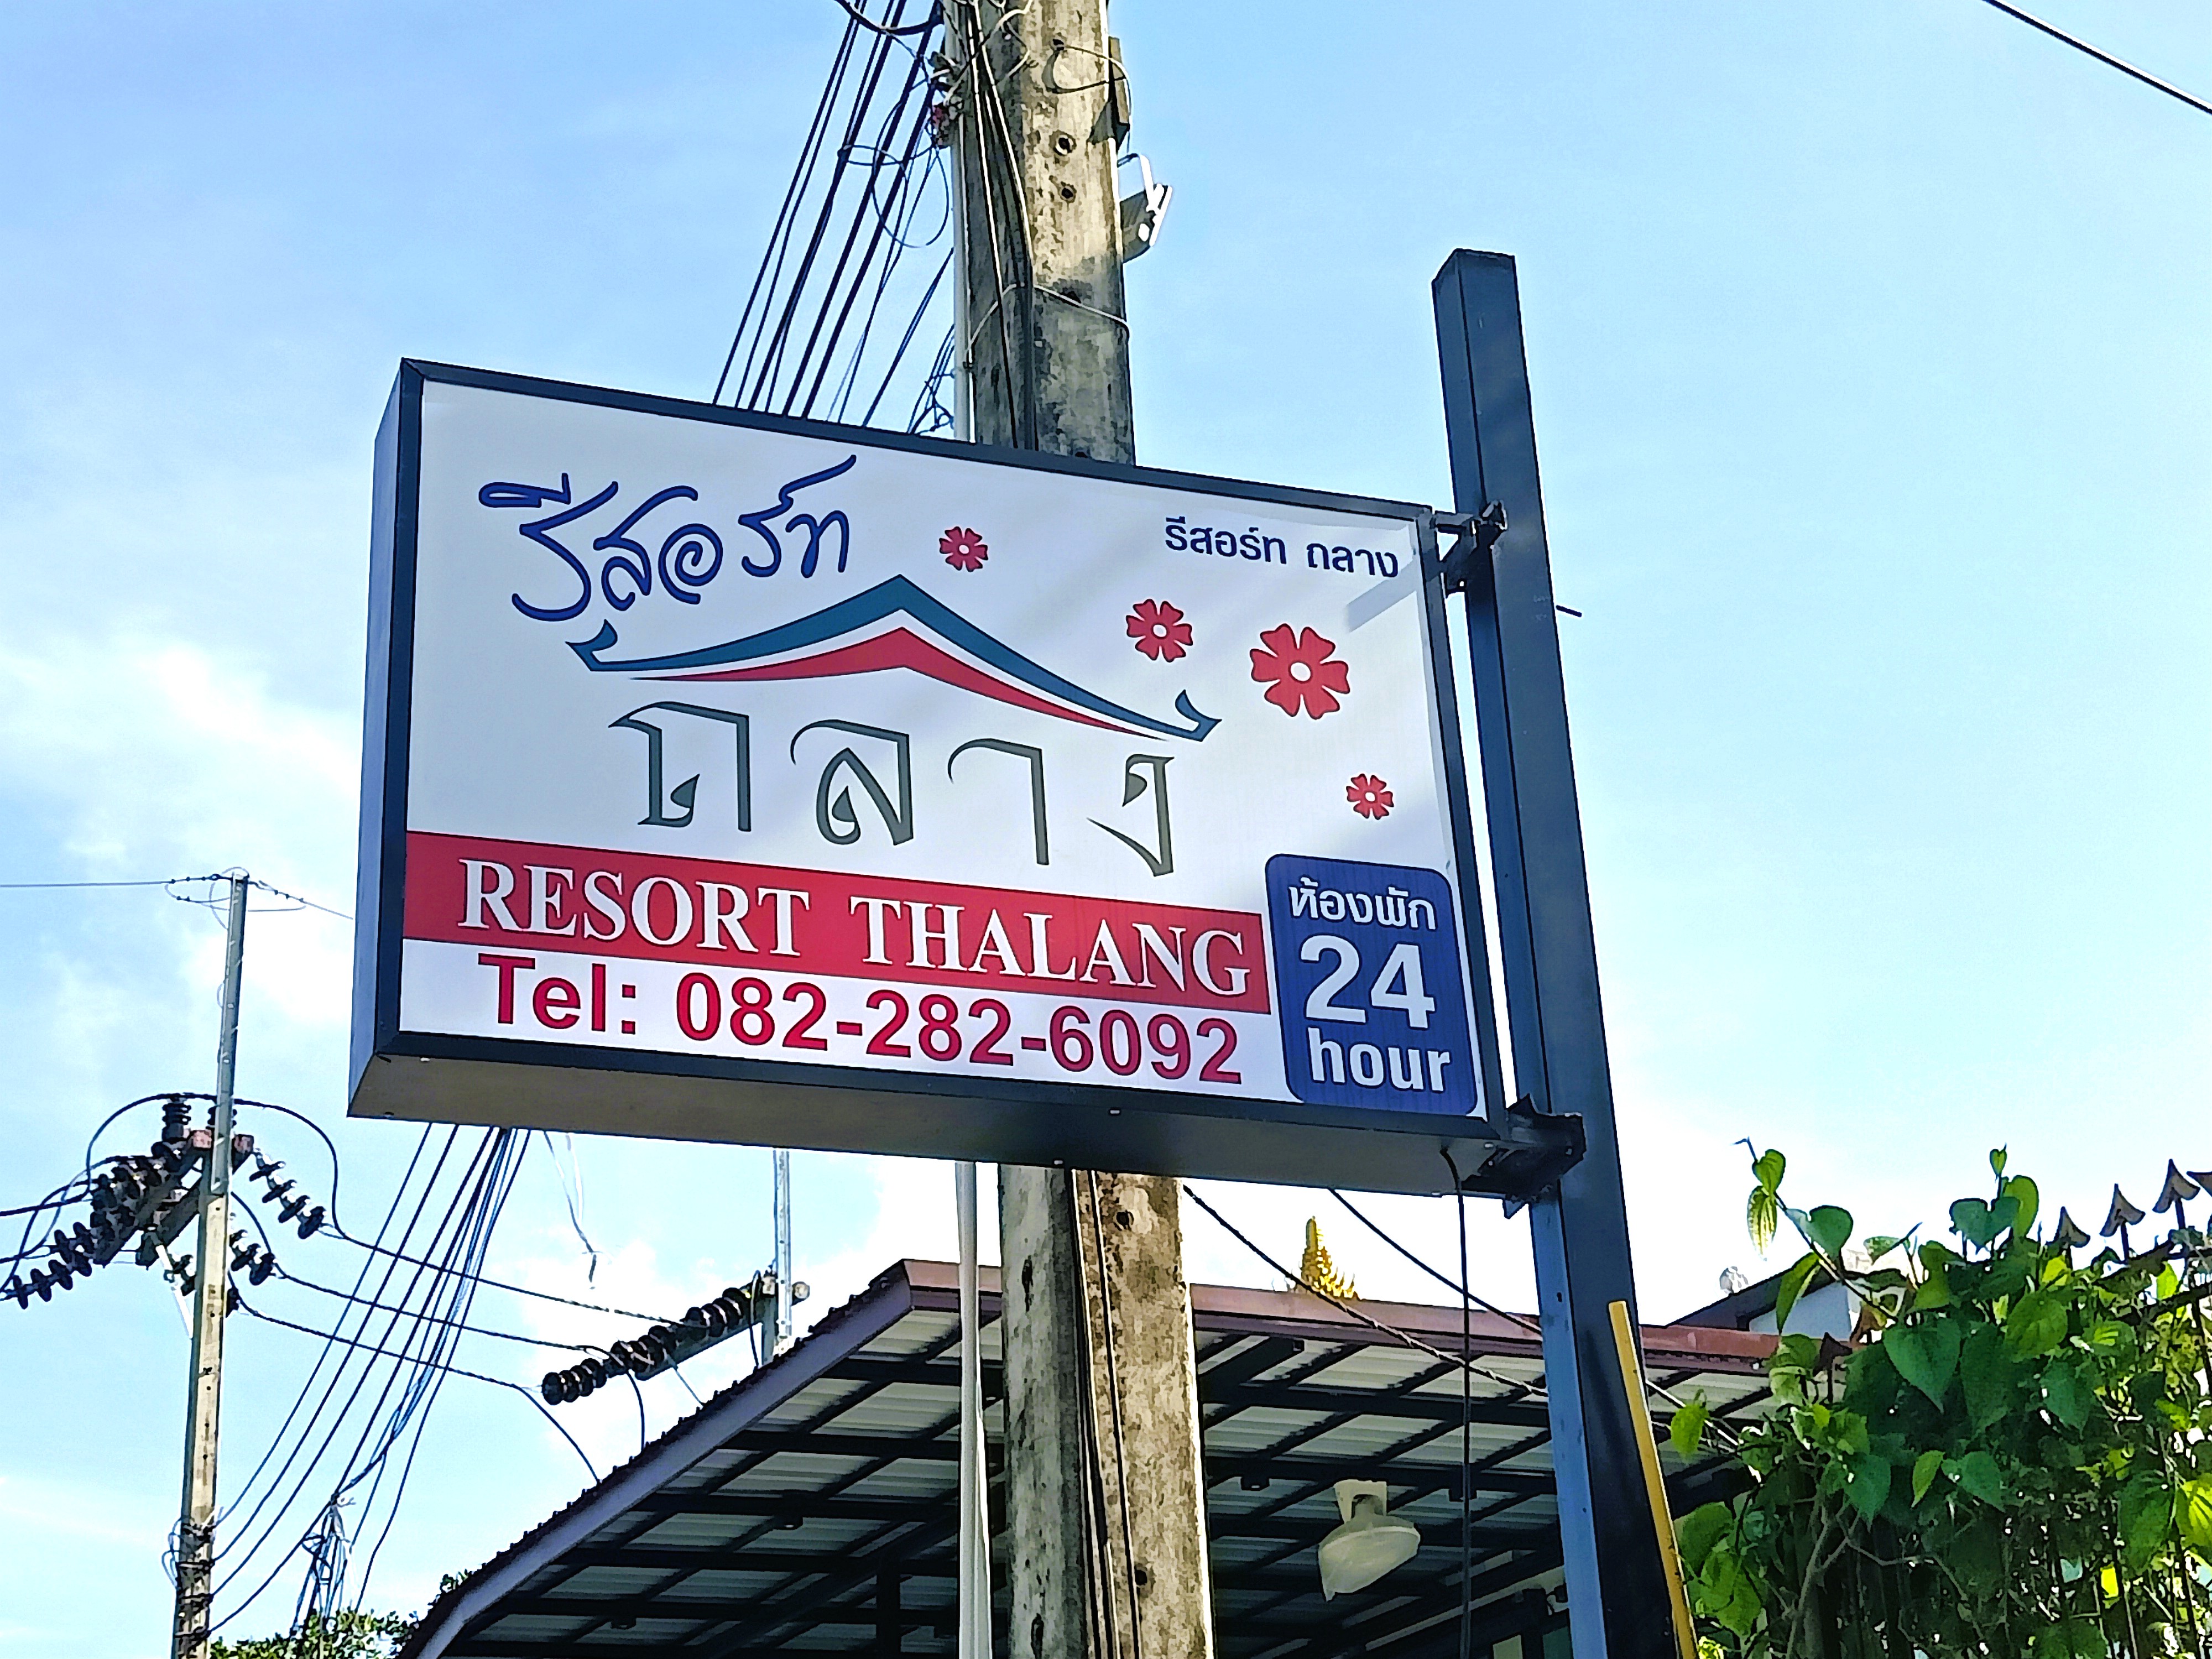 รีสอร์ท
รีสอร์ท ถลาง
ถลาง
RESORT THALANG
Tel: 082-282-6092
ห้องพัก
24
hour